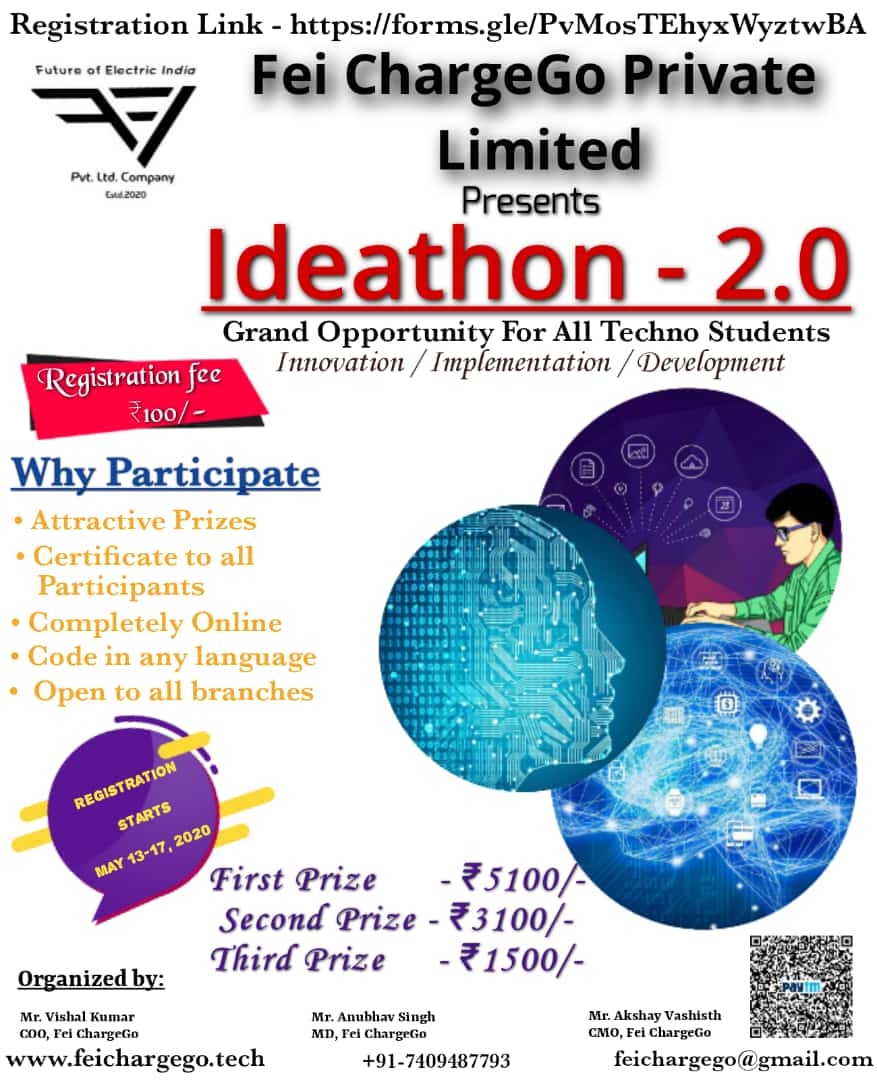 Registration Link - https://forms.gle/PvMosTEhyxWyztwBA
Future of Electric India
Pvt. Ltd. Company
Estd.2020
Fei ChargeGo Private
Limited
Presents
Ideathon - 2.0
Grand Opportunity For All Techno Students
Innovation / Implementation / Development
Registration fee
₹100/-
Why Participate
• Attractive Prizes
• Certificate to all
Participants
• Completely Online
• Code in any language
• Open to all branches
REGISTRATION
STARTS
MAY 13-17, 2020
First Prize - ₹5100/-
Second Prize - ₹3100/-
Third Prize - ₹1500/-
Organized by:
Mr. Vishal Kumar
COO, Fei ChargeGo
Mr. Anubhav Singh
MD, Fei ChargeGo
Mr. Akshay Vashisth
CMO, Fei ChargeGo
paytm
www.feichargego.tech
+91-7409487793
feichargego@gmail.com